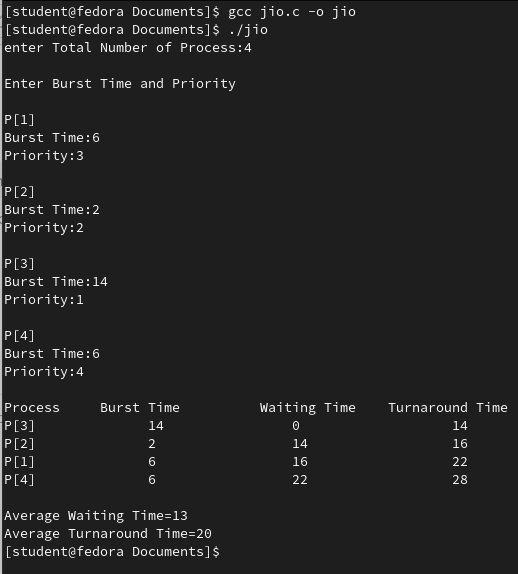 [student@fedora Documents]$ gcc jio.c -o jio
[student@fedora Documents]$ ./jio
enter Total Number of Process:4
Enter Burst Time and Priority
P[1]
Burst Time:6
Priority:3
P[2]
Burst Time:2
Priority:2
P[3]
Burst Time:14
Priority:1
P[4]
Burst Time:6
Priority:4
Process Burst Time Waiting Time Turnaround Time
P[3] 14 0 14
P[2] 2 14 16
P[1] 6 16 22
P[4] 6 22 28
Average Waiting Time=13
Average Turnaround Time=20
[student@fedora Documents]$